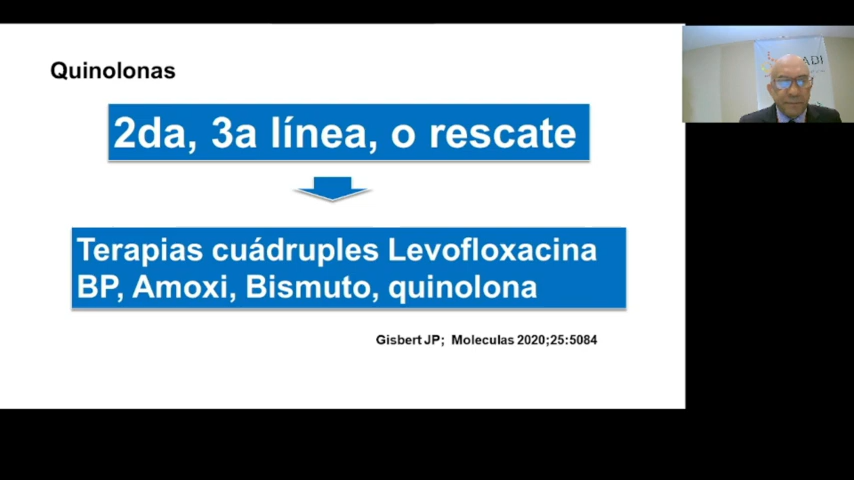 Quinolonas
2da, 3a línea, o rescate
Terapias cuádruples Levofloxacina
BP, Amoxi, Bismuto, quinolona
Gisbert JP; Moleculas 2020;25:5084